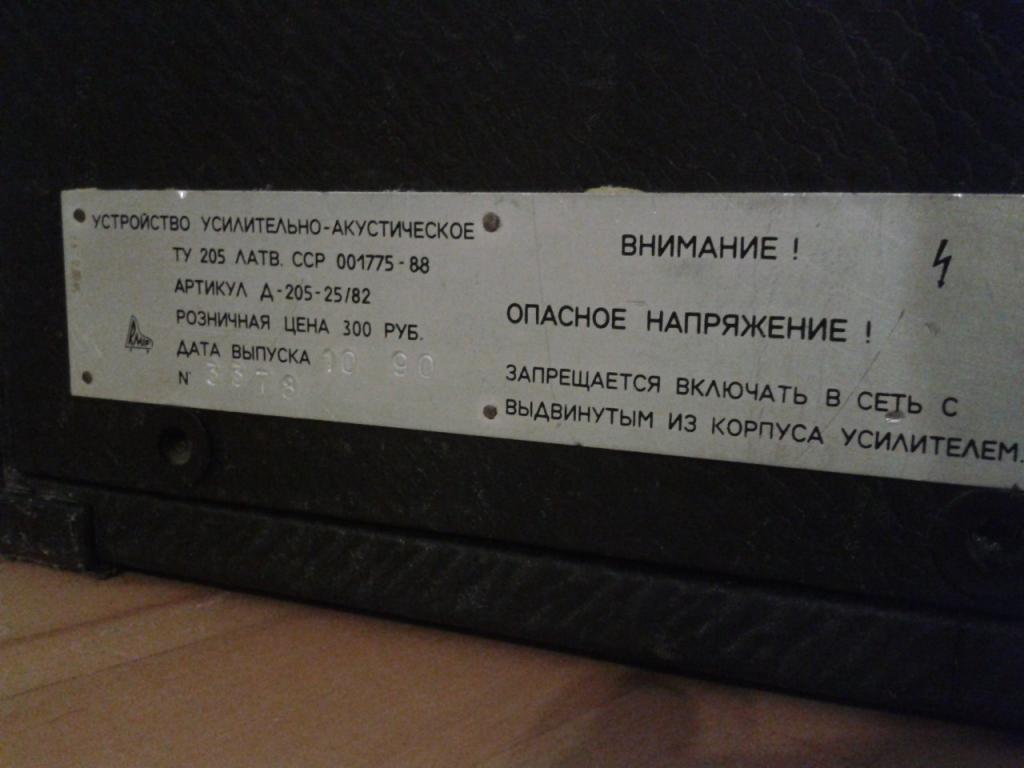 УСТРОЙСТВО УСИЛИТЕЛЬНО-АКУСТИЧЕСКОЕ
ТУ 205 ЛАТВ. ССР 001775-88
АРТИКУЛ Д-205-25/82
РОЗНИЧНАЯ ЦЕНА 300 РУБ.
ДАТА ВЫПУСКА 10 90
N 3378
ВНИМАНИЕ !
ОПАСНОЕ НАПРЯЖЕНИЕ !
ЗАПРЕЩАЕТСЯ ВКЛЮЧАТЬ В СЕТЬ С
ВЫДВИНУТЫМ ИЗ КОРПУСА УСИЛИТЕЛЕМ.